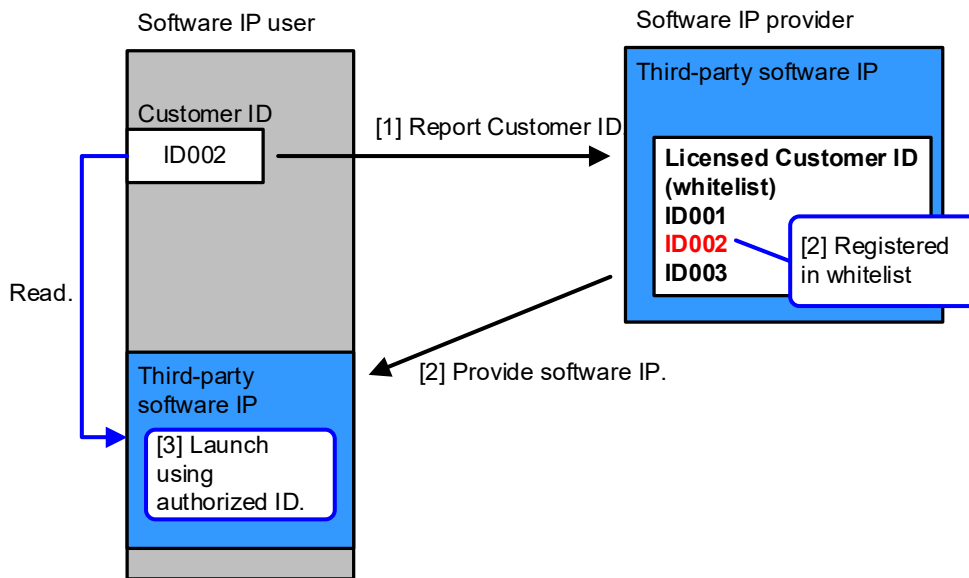 Software IP user
Software IP provider
Customer ID
ID002
[1] Report Customer ID.
Third-party software IP
Licensed Customer ID
(whitelist)
ID001
ID002
ID003
[2] Registered
in whitelist
Read.
[2] Provide software IP.
Third-party
software IP
[3] Launch
using
authorized ID.